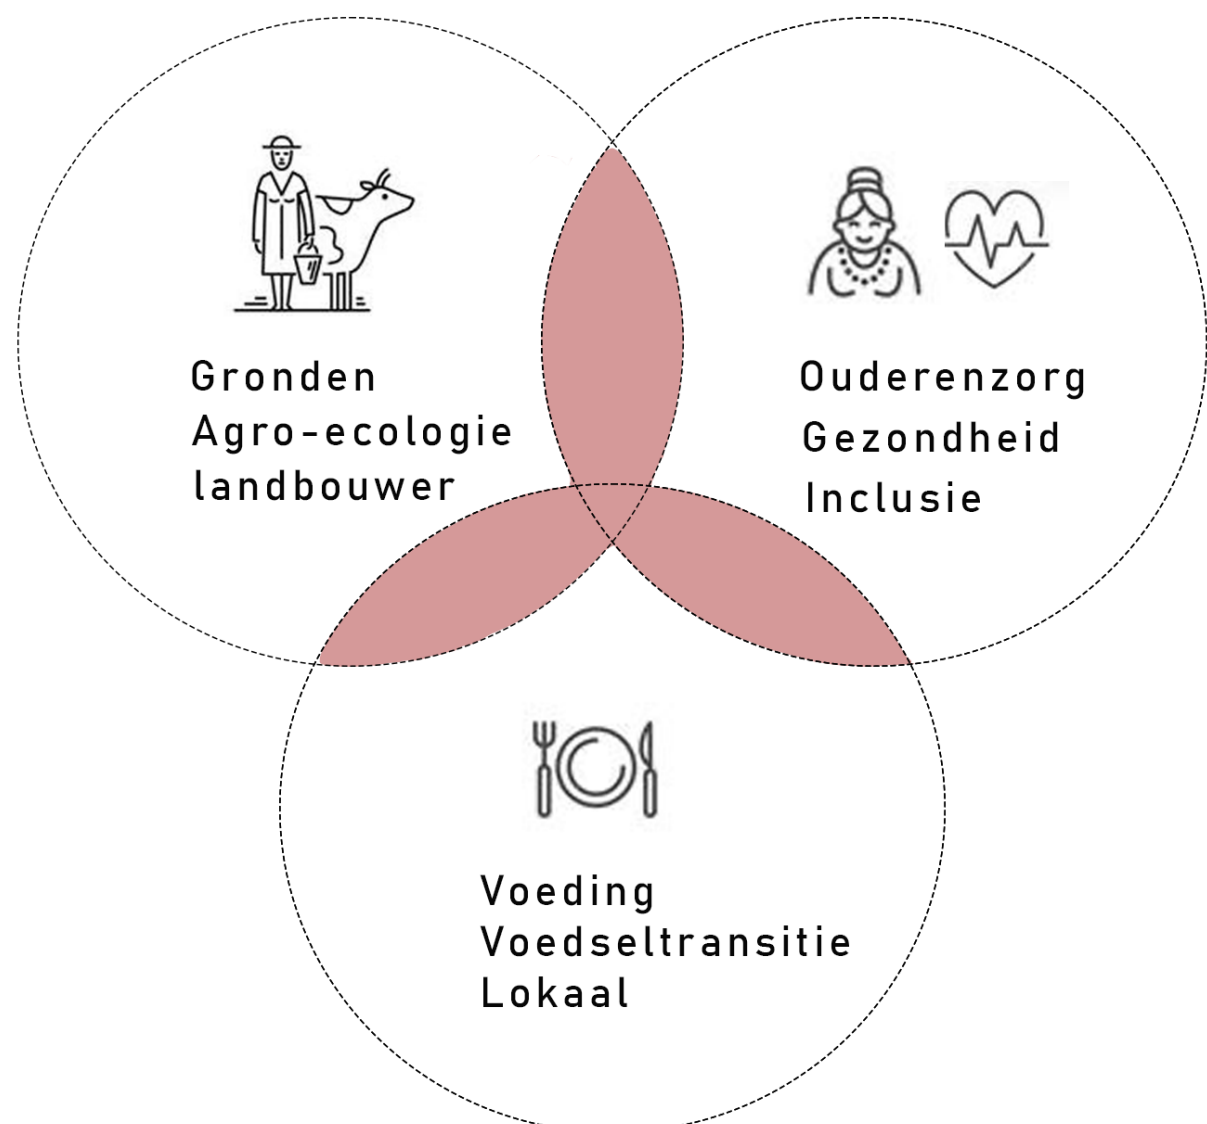 Gronden
Agro-ecologie
landbouwer
Ouderenzorg
Gezondheid
Inclusie
Voeding
Voedseltransitie
Lokaal